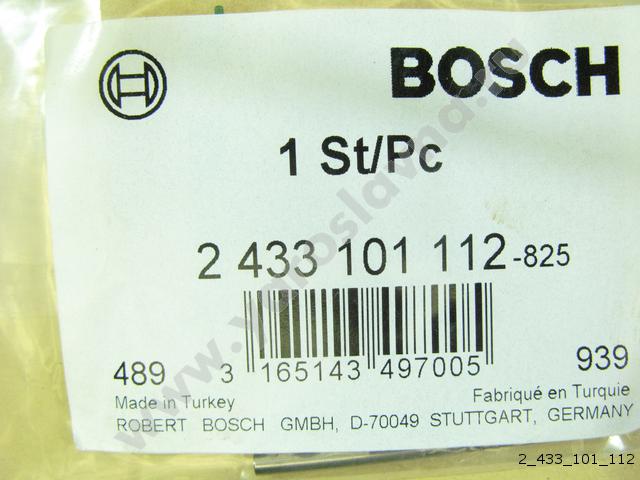 BOSCH
1 St/Pc
2 433 101 112-825
489 3 165143 497005 939
Made in Turkey Fabriqué en Turquie
ROBERT BOSCH GMBH, D-70049 STUTTGART, GERMANY
2_433_101_112